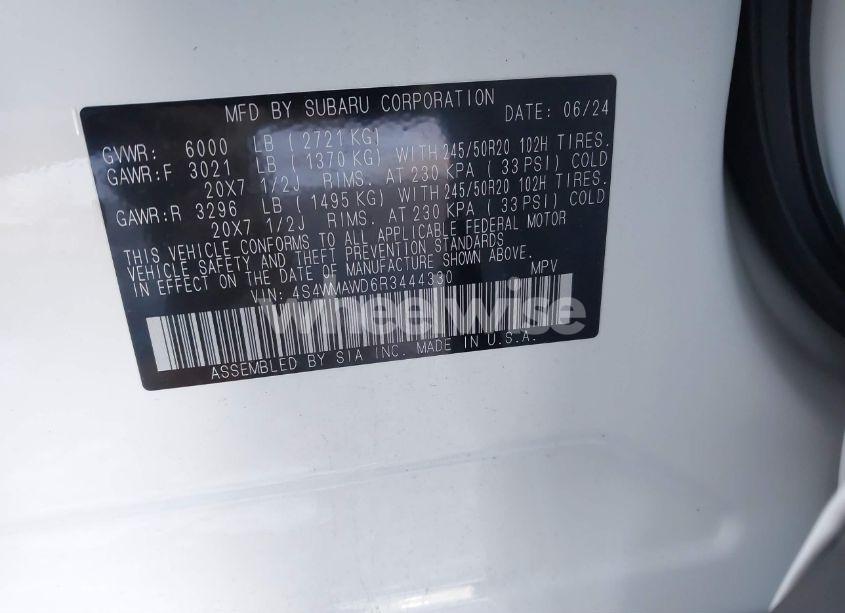 MFD BY SUBARU CORPORATION DATE: 06/24
GVWR: 6000 LB (2721 KG)
GAWR:F 3021 LB (1370 KG) WITH 245/50R20 102H TIRES.
20X7 1/2J RIMS. AT 230 KPA (33 PSI) COLD
GAWR:R 3296 LB (1495 KG) WITH 245/50R20 102H TIRES.
20X7 1/2J RIMS. AT 230 KPA (33 PSI) COLD
THIS VEHICLE CONFORMS TO ALL APPLICABLE FEDERAL MOTOR
VEHICLE SAFETY AND THEFT PREVENTION STANDARDS
IN EFFECT ON THE DATE OF MANUFACTURE SHOWN ABOVE.
VIN: 4S4WMAWD6R3444330 MPV
wheelwise
ASSEMBLED BY SIA INC. MADE IN U.S.A.